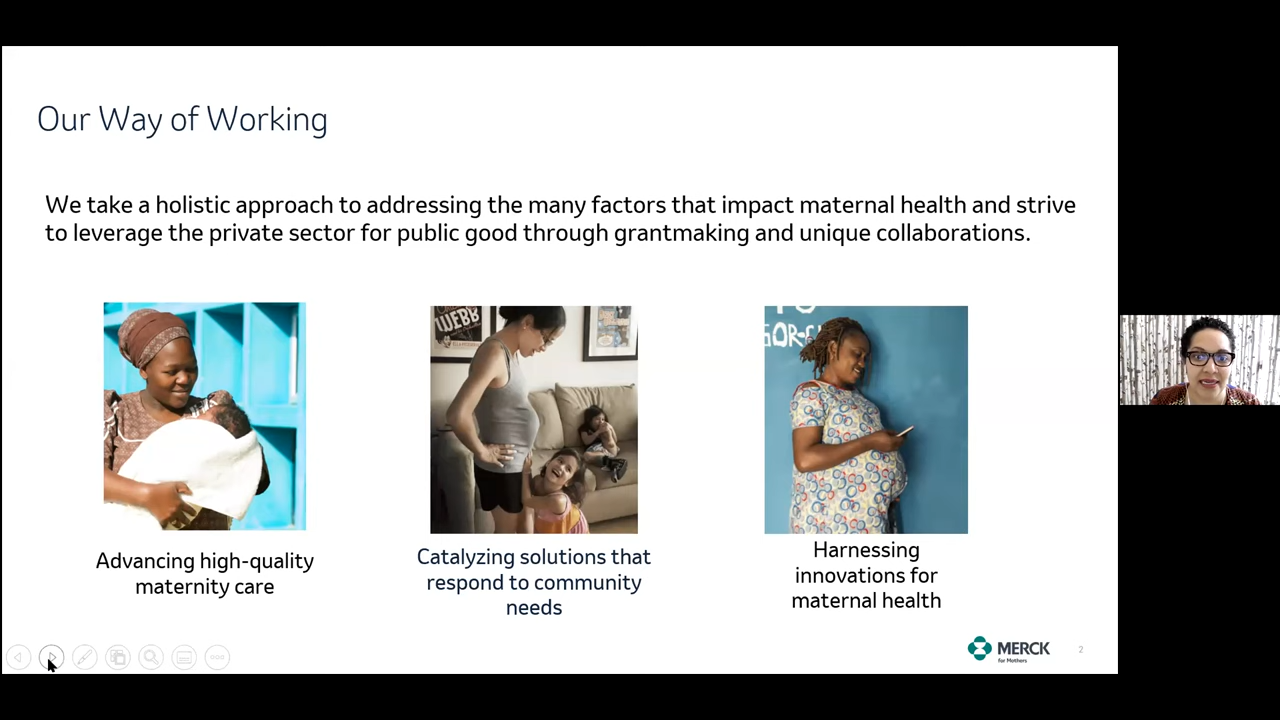 Our Way of Working
We take a holistic approach to addressing the many factors that impact maternal health and strive
to leverage the private sector for public good through grantmaking and unique collaborations.
Advancing high-quality
maternity care
Catalyzing solutions that
respond to community
needs
Harnessing
innovations for
maternal health
MERCK
for Mothers
2